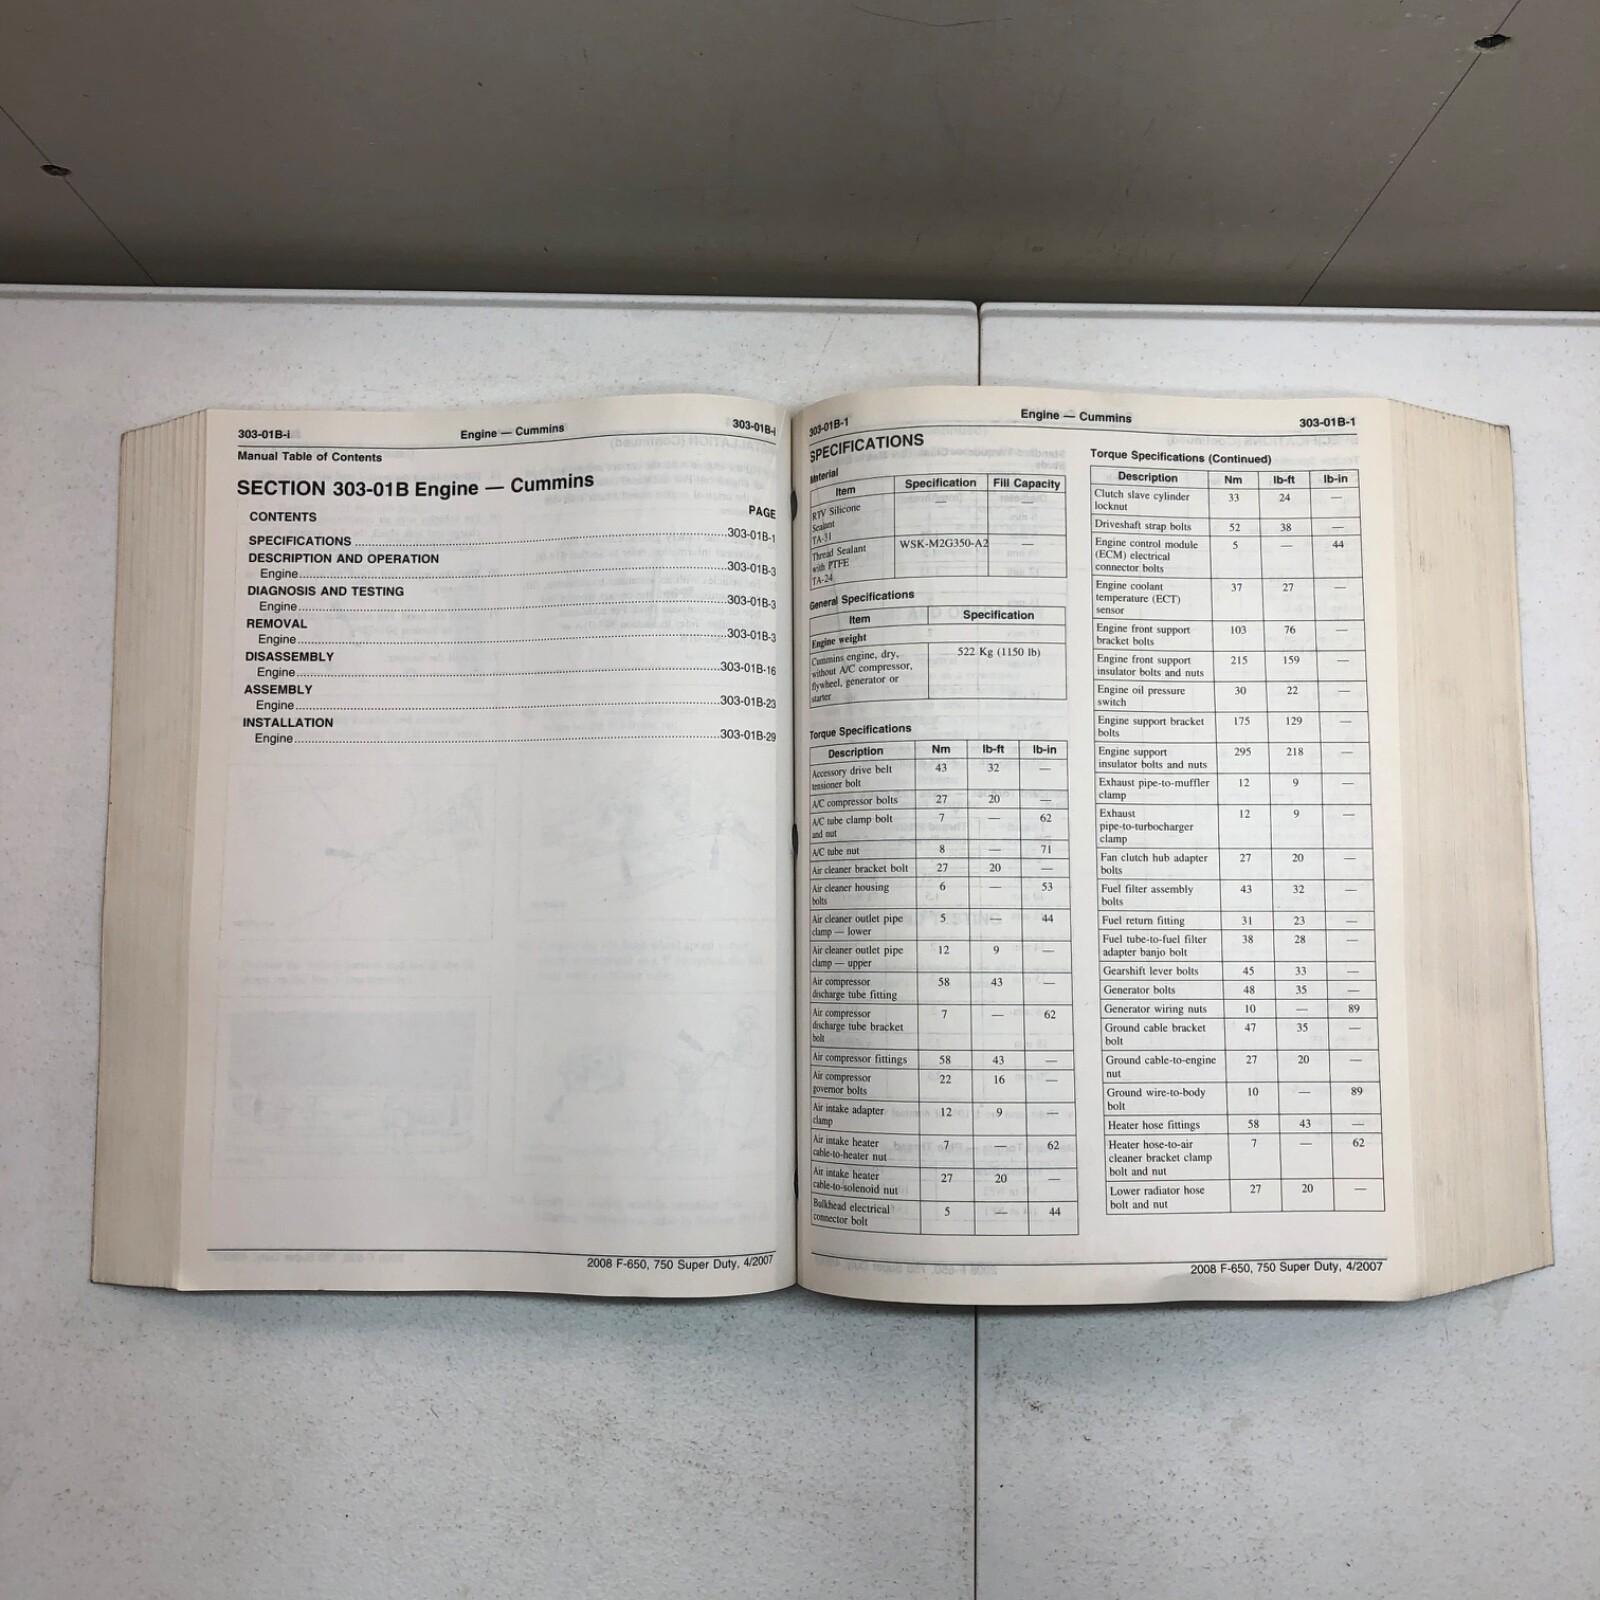 303-01B-i Engine — Cummins 303-01B-i
Manual Table of Contents
SECTION 303-01B Engine — Cummins
CONTENTS PAGE
SPECIFICATIONS ........ 303-01B-1
DESCRIPTION AND OPERATION
Engine ........ 303-01B-3
DIAGNOSIS AND TESTING
Engine ........ 303-01B-3
REMOVAL
Engine ........ 303-01B-3
DISASSEMBLY
Engine ........ 303-01B-16
ASSEMBLY
Engine ........ 303-01B-23
INSTALLATION
Engine ........ 303-01B-29
2008 F-650, 750 Super Duty, 4/2007
303-01B-1 Engine — Cummins 303-01B-1
SPECIFICATIONS
Material
Item Specification Fill Capacity
RTV Silicone — —
Sealant
TA-31
Thread Sealant WSK-M2G350-A2 —
with PTFE
TA-24
General Specifications
Item Specification
Engine weight
Cummins engine, dry, 522 Kg (1150 lb)
without A/C compressor,
flywheel, generator or
starter
Torque Specifications
Description Nm lb-ft lb-in
Accessory drive belt 43 32 —
tensioner bolt
A/C compressor bolts 27 20 —
A/C tube clamp bolt 7 — 62
and nut
A/C tube nut 8 — 71
Air cleaner bracket bolt 27 20 —
Air cleaner housing 6 — 53
bolts
Air cleaner outlet pipe 5 — 44
clamp — lower
Air cleaner outlet pipe 12 9 —
clamp — upper
Air compressor 58 43 —
discharge tube fitting
Air compressor 7 — 62
discharge tube bracket
bolt
Air compressor fittings 58 43 —
Air compressor 22 16 —
governor bolts
Air intake adapter 12 9 —
clamp
Air intake heater 7 — 62
cable-to-heater nut
Air intake heater 27 20 —
cable-to-solenoid nut
Bulkhead electrical 5 — 44
connector bolt
Torque Specifications (Continued)
Description Nm lb-ft lb-in
Clutch slave cylinder 33 24 —
locknut
Driveshaft strap bolts 52 38 —
Engine control module 5 — 44
(ECM) electrical
connector bolts
Engine coolant 37 27 —
temperature (ECT)
sensor
Engine front support 103 76 —
bracket bolts
Engine front support 215 159 —
insulator bolts and nuts
Engine oil pressure 30 22 —
switch
Engine support bracket 175 129 —
bolts
Engine support 295 218 —
insulator bolts and nuts
Exhaust pipe-to-muffler 12 9 —
clamp
Exhaust 12 9 —
pipe-to-turbocharger
clamp
Fan clutch hub adapter 27 20 —
bolts
Fuel filter assembly 43 32 —
bolts
Fuel return fitting 31 23 —
Fuel tube-to-fuel filter 38 28 —
adapter banjo bolt
Gearshift lever bolts 45 33 —
Generator bolts 48 35 —
Generator wiring nuts 10 — 89
Ground cable bracket 47 35 —
bolt
Ground cable-to-engine 27 20 —
nut
Ground wire-to-body 10 — 89
bolt
Heater hose fittings 58 43 —
Heater hose-to-air 7 — 62
cleaner bracket clamp
bolt and nut
Lower radiator hose 27 20 —
bolt and nut
2008 F-650, 750 Super Duty, 4/2007